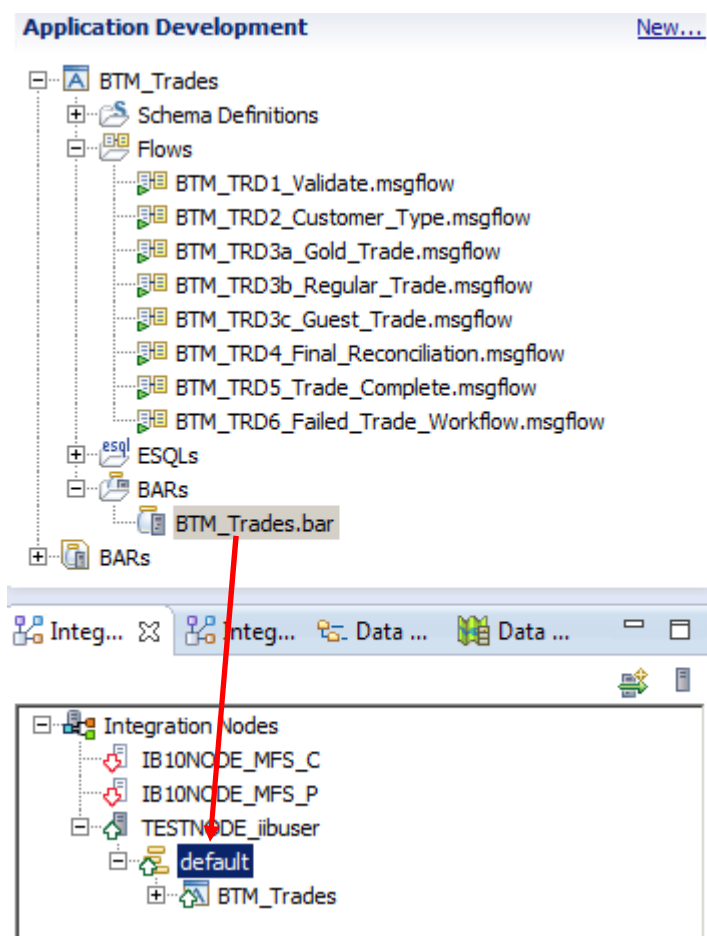 Application Development New...
BTM_Trades
Schema Definitions
Flows
BTM_TRD1_Validate.msgflow
BTM_TRD2_Customer_Type.msgflow
BTM_TRD3a_Gold_Trade.msgflow
BTM_TRD3b_Regular_Trade.msgflow
BTM_TRD3c_Guest_Trade.msgflow
BTM_TRD4_Final_Reconciliation.msgflow
BTM_TRD5_Trade_Complete.msgflow
BTM_TRD6_Failed_Trade_Workflow.msgflow
esql ESQLs
BARs
BTM_Trades.bar
BARs
Integ... Integ... Data ... Data ...
Integration Nodes
IB10NODE_MFS_C
IB10NODE_MFS_P
TESTNODE_iibuser
default
BTM_Trades